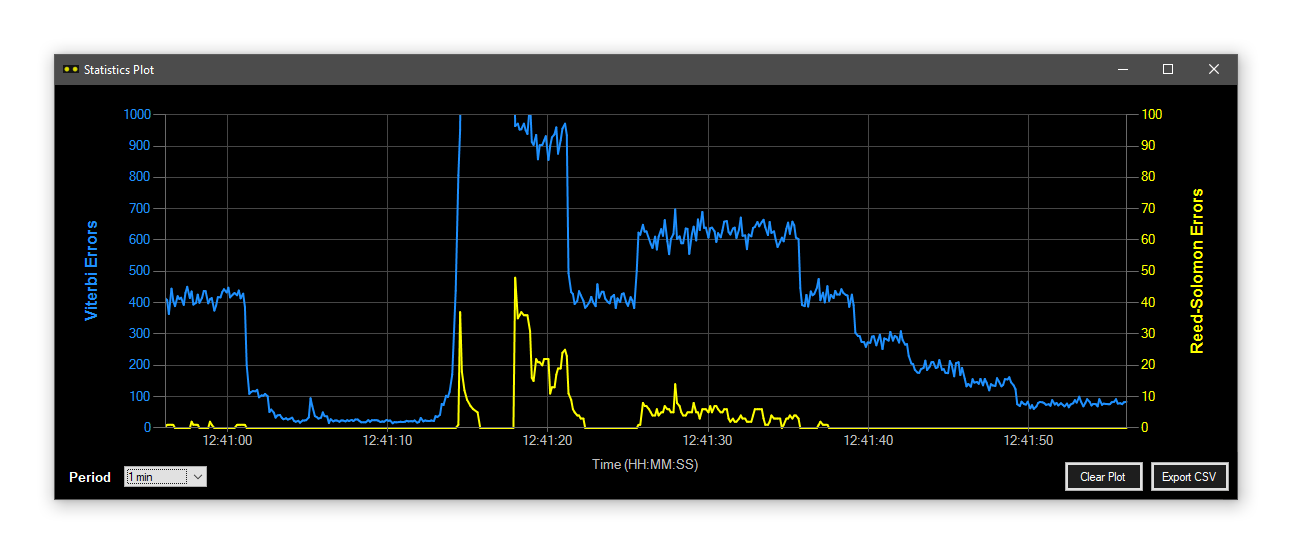 Statistics Plot
1000 100
900 90
800 80
700 70
600 60
500 50
400 40
300 30
200 20
100 10
0 0
Viterbi Errors
Reed-Solomon Errors
12:41:00 12:41:10 12:41:20 12:41:30 12:41:40 12:41:50
Time (HH:MM:SS)
Period 1 min Clear Plot Export CSV